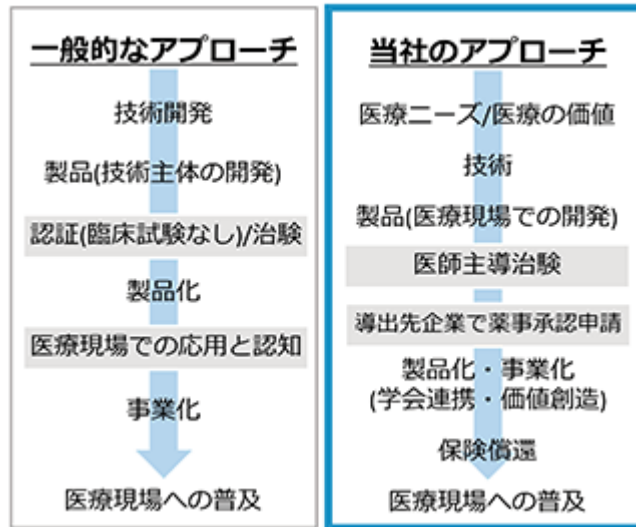 一般的なアプローチ
技術開発
製品(技術主体の開発)
認証(臨床試験なし)/治験
製品化
医療現場での応用と認知
事業化
医療現場への普及
当社のアプローチ
医療ニーズ/医療の価値
技術
製品(医療現場での開発)
医師主導治験
導出先企業で薬事承認申請
製品化・事業化
(学会連携・価値創造)
保険償還
医療現場への普及